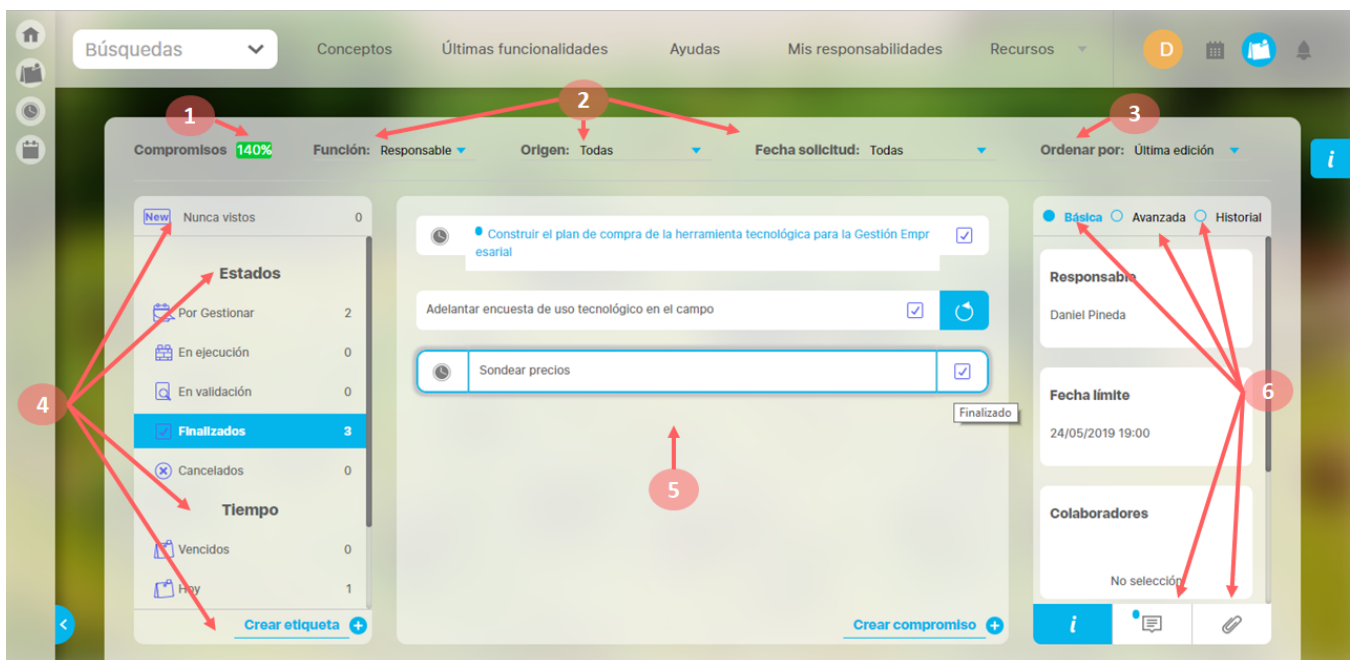 Búsquedas
Conceptos
Últimas funcionalidades
Ayudas
Mis responsabilidades
Recursos
D
1
2
3
Compromisos 140%
Función: Responsable
Origen: Todas
Fecha solicitud: Todas
Ordenar por: Última edición
i
New Nunca vistos 0
Estados
Por Gestionar 2
En ejecución 0
En validación 0
Finalizados 3
Cancelados 0
Tiempo
Vencidos 0
Hoy 1
Crear etiqueta
4
Construir el plan de compra de la herramienta tecnológica para la Gestión Empr
esarial
Adelantar encuesta de uso tecnológico en el campo
Sondear precios
Finalizado
5
Crear compromiso
Básica Avanzada Historial
Responsable
Daniel Pineda
Fecha límite
24/05/2019 19:00
Colaboradores
No selección
6
i